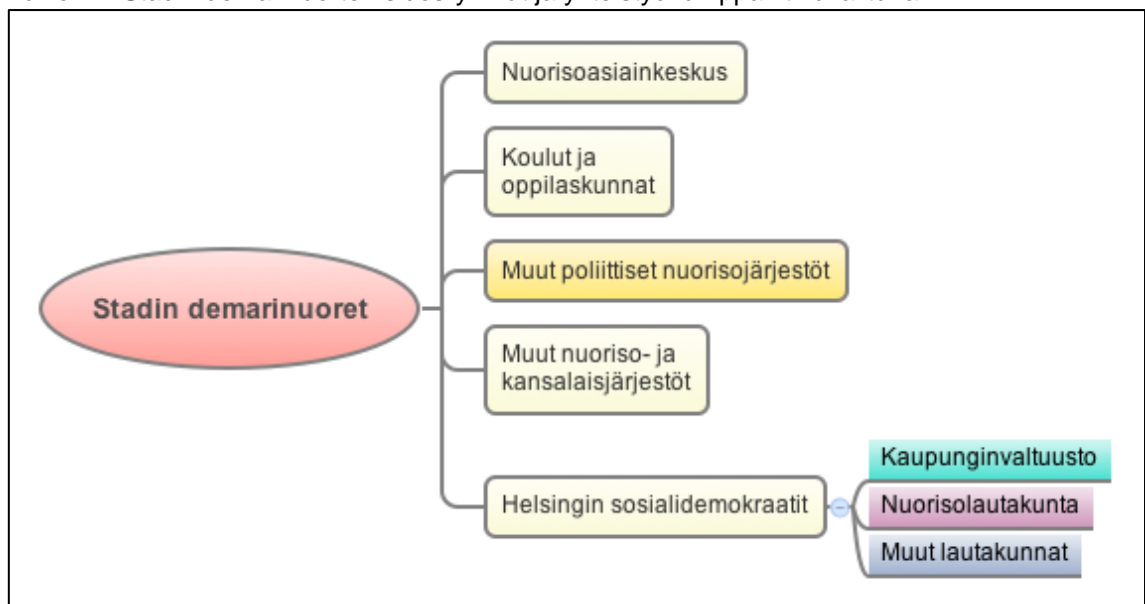 Nuorisoasiainkeskus
Koulut ja
oppilaskunnat
Muut poliittiset nuorisojärjestöt
Stadin demarinuoret
Muut nuoriso- ja
kansalaisjärjestöt
Helsingin sosialidemokraatit
Kaupunginvaltuusto
Nuorisolautakunta
Muut lautakunnat